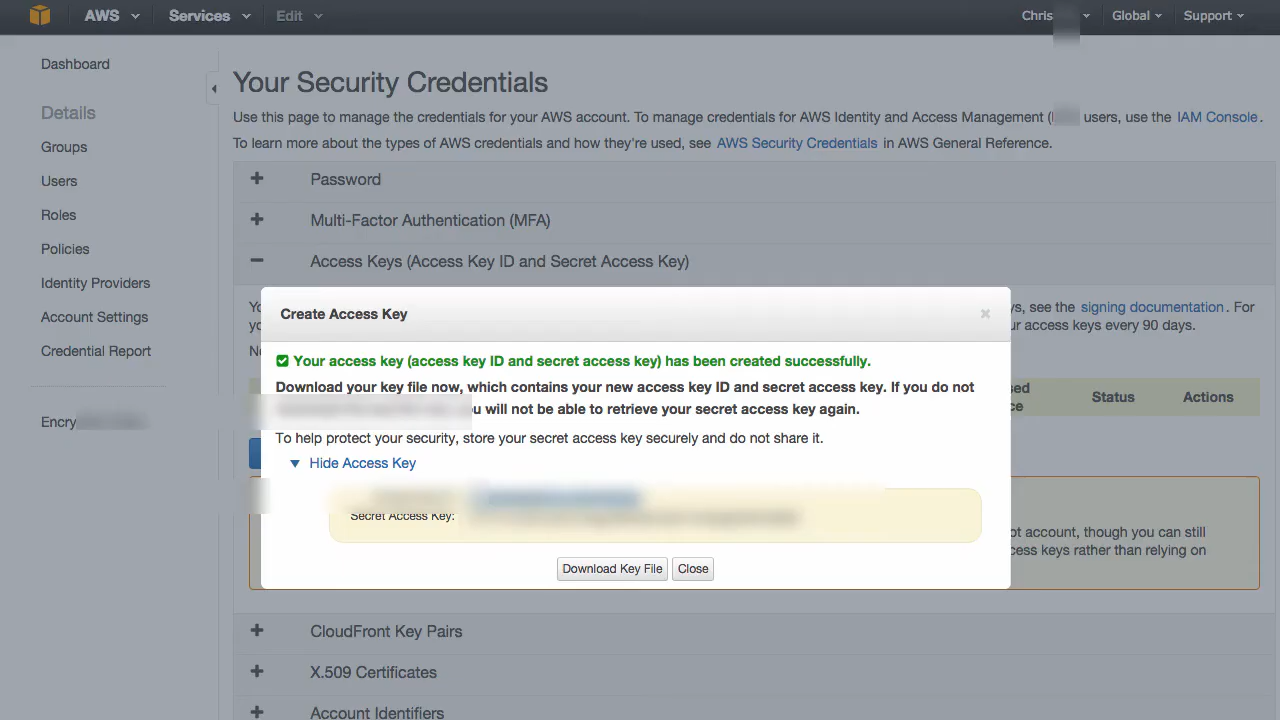 AWS Services Edit Chris Global Support
Dashboard
Details
Groups
Users
Roles
Policies
Identity Providers
Account Settings
Credential Report
Encry
Your Security Credentials
Use this page to manage the credentials for your AWS account. To manage credentials for AWS Identity and Access Management ( users, use the IAM Console .
To learn more about the types of AWS credentials and how they're used, see AWS Security Credentials in AWS General Reference.
Password
Multi-Factor Authentication (MFA)
Access Keys (Access Key ID and Secret Access Key)
see the signing documentation . For
access keys every 90 days.
Status Actions
Create Access Key
Your access key (access key ID and secret access key) has been created successfully.
Download your key file now, which contains your new access key ID and secret access key. If you do not
will not be able to retrieve your secret access key again.
To help protect your security, store your secret access key securely and do not share it.
Hide Access Key
Secret Access Key:
Download Key File Close
account, though you can still
keys rather than relying on
CloudFront Key Pairs
X.509 Certificates
Account Identifiers